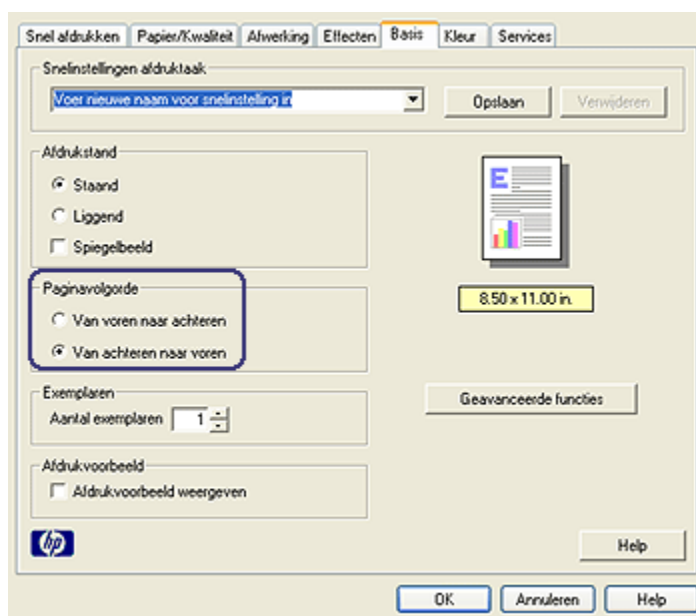 Snel afdrukken Papier/Kwaliteit Afwerking Effecten Basis Kleur Services
Snelinstellingen afdruktaak
Voer nieuwe naam voor snelinstelling in
Opslaan
Verwijderen
Afdrukstand
Staand
Liggend
Spiegelbeeld
E
8.50 x 11.00 in.
Paginavolgorde
Van voren naar achteren
Van achteren naar voren
Exemplaren
Aantal exemplaren 1
Geavanceerde functies
Afdrukvoorbeeld
Afdrukvoorbeeld weergeven
hp
Help
OK Annuleren Help